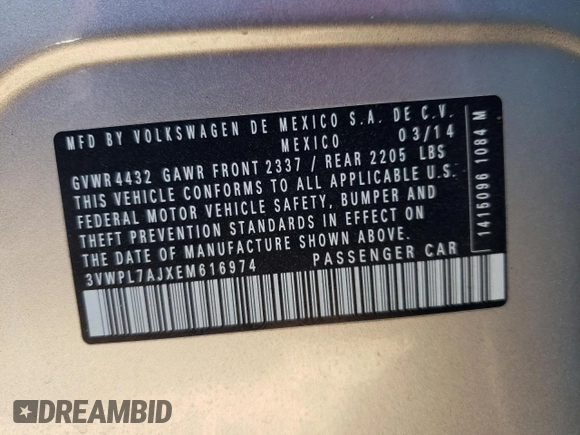 MFD BY VOLKSWAGEN DE MEXICO S.A. DE C.V.
MEXICO 03/14
GVWR 4432 GAWR FRONT 2337 / REAR 2205 LBS
THIS VEHICLE CONFORMS TO ALL APPLICABLE U.S.
FEDERAL MOTOR VEHICLE SAFETY, BUMPER AND
THEFT PREVENTION STANDARDS IN EFFECT ON
THE DATE OF MANUFACTURE SHOWN ABOVE.
3VWPL7AJXEM616974 PASSENGER CAR
1415096 1084 M
DREAMBID